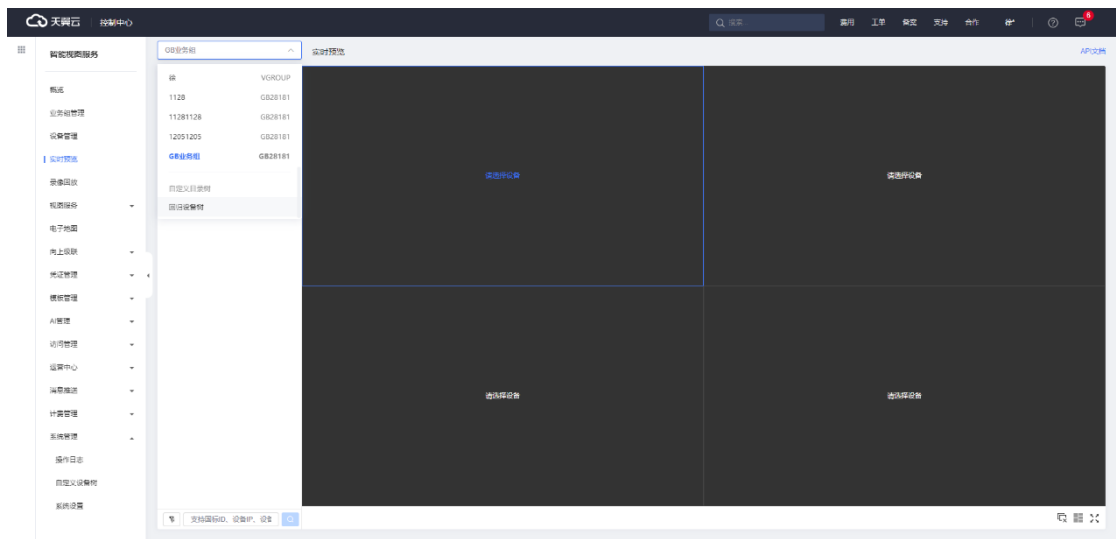 天翼云 控制中心 搜索 费用 工单 备案 支持 合作 8
智能视图服务
概览
业务组管理
设备管理
实时预览
录像回放
视图服务
电子地图
向上级联
凭证管理
模板管理
AI管理
访问管理
运营中心
消息推送
计费管理
系统管理
操作日志
自定义设备树
系统设置
GB业务组 实时预览 API文档
VGROUP
1128 GB28181
11281128 GB28181
12051205 GB28181
GB业务组 GB28181
自定义目录树
回归设备树
请选择设备 请选择设备
请选择设备 请选择设备
支持国标ID、设备IP、设备